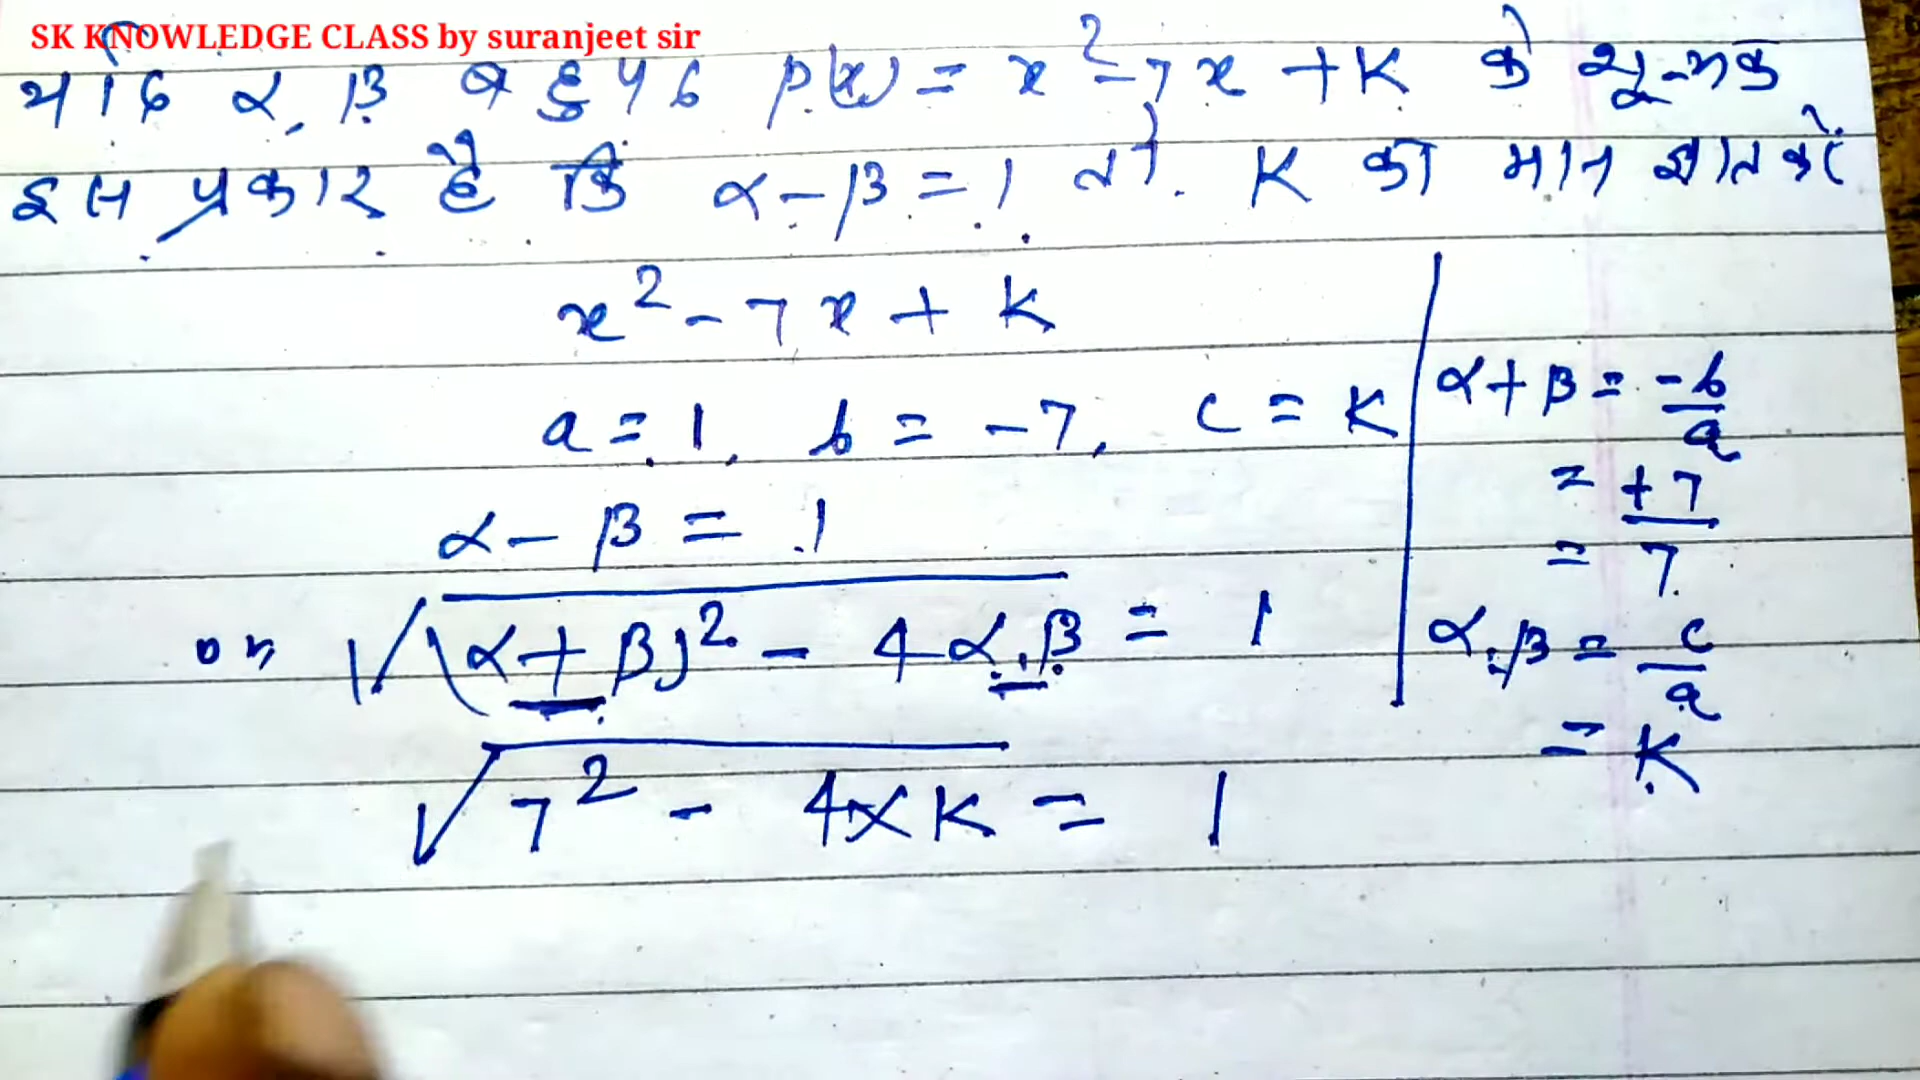 SK KNOWLEDGE CLASS by suranjeet sir
यदि α, β बहुपद p(x) = x² - 7x + K के शून्यक
इस प्रकार है कि α - β = 1 तो K का मान ज्ञात करें
x² - 7x + k
a = 1, b = -7, c = K
α - β = 1
or √(α + β)² - 4α.β = 1
√7² - 4×K = 1
α + β = -b/a
= +7
= 7
α.β = c/a
= K